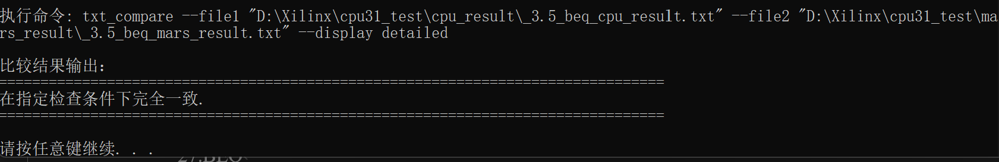 执行命令: txt_compare --file1 "D:\Xilinx\cpu31_test\cpu_result\_3.5_beq_cpu_result.txt" --file2 "D:\Xilinx\cpu31_test\ma
rs_result\_3.5_beq_mars_result.txt" --display detailed
比较结果输出：
================================================================================
在指定检查条件下完全一致.
================================================================================
请按任意键继续. . .